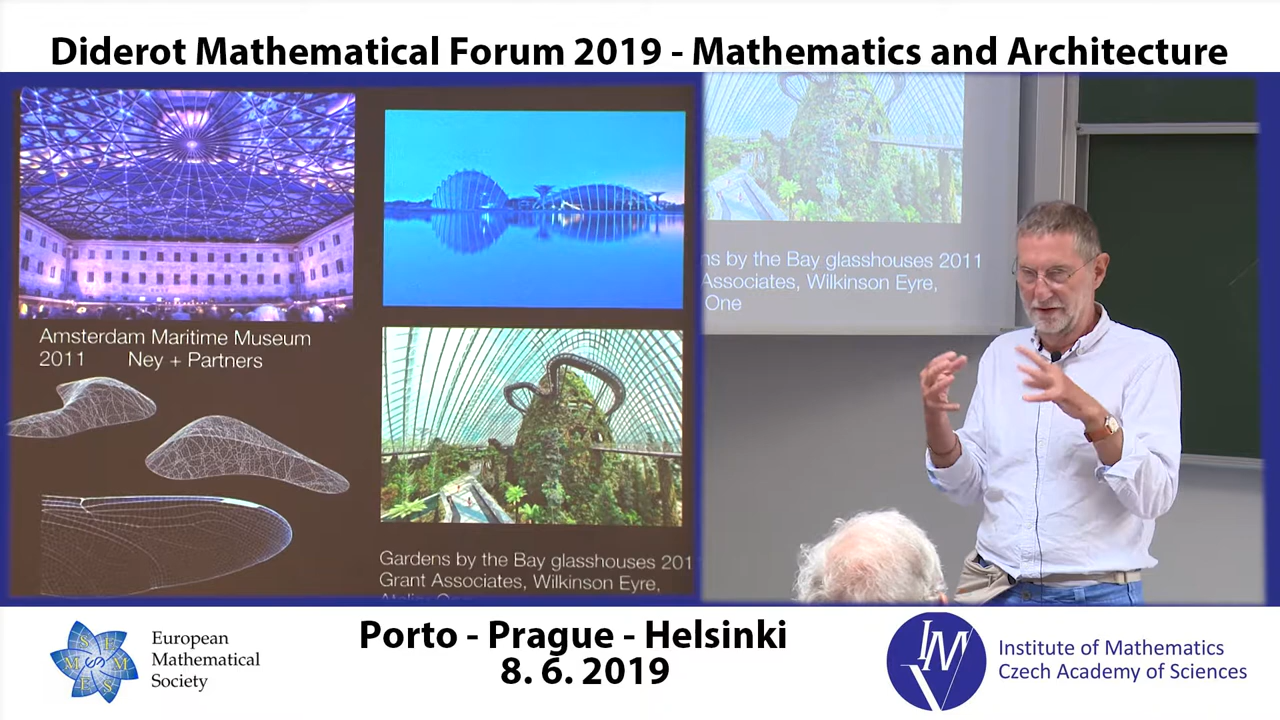 Diderot Mathematical Forum 2019 - Mathematics and Architecture
Amsterdam Maritime Museum
2011 Ney + Partners
Gardens by the Bay glasshouses 201
Grant Associates, Wilkinson Eyre,
ns by the Bay glasshouses 2011
Associates, Wilkinson Eyre,
One
SEMEMS
European
Mathematical
Society
Porto - Prague - Helsinki
8. 6. 2019
IMV
Institute of Mathematics
Czech Academy of Sciences